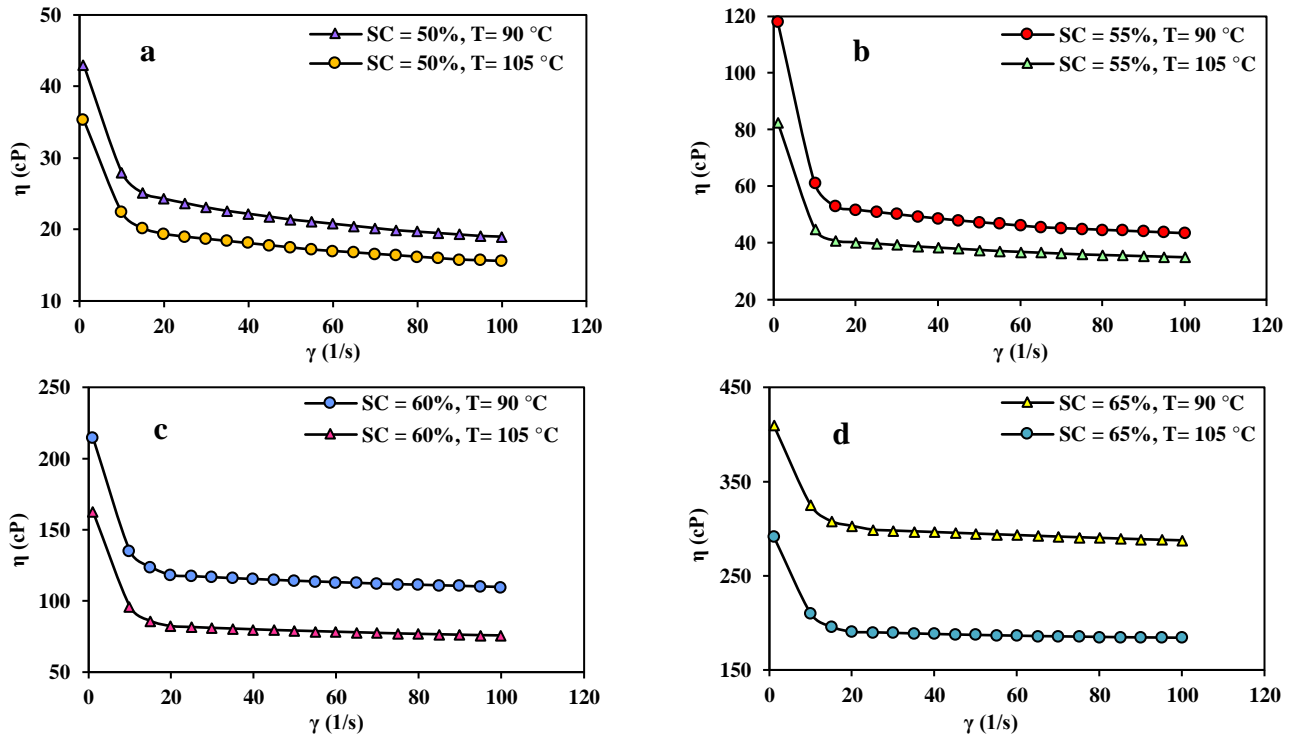 a
SC = 50%, T= 90 °C
SC = 50%, T= 105 °C
η (cP)
50
40
30
20
10
0 20 40 60 80 100 120
γ (1/s)
b
SC = 55%, T= 90 °C
SC = 55%, T= 105 °C
η (cP)
120
100
80
60
40
20
0 20 40 60 80 100 120
γ (1/s)
c
SC = 60%, T= 90 °C
SC = 60%, T= 105 °C
η (cP)
250
200
150
100
50
0 20 40 60 80 100 120
γ (1/s)
d
SC = 65%, T= 90 °C
SC = 65%, T= 105 °C
η (cP)
450
350
250
150
0 20 40 60 80 100 120
γ (1/s)